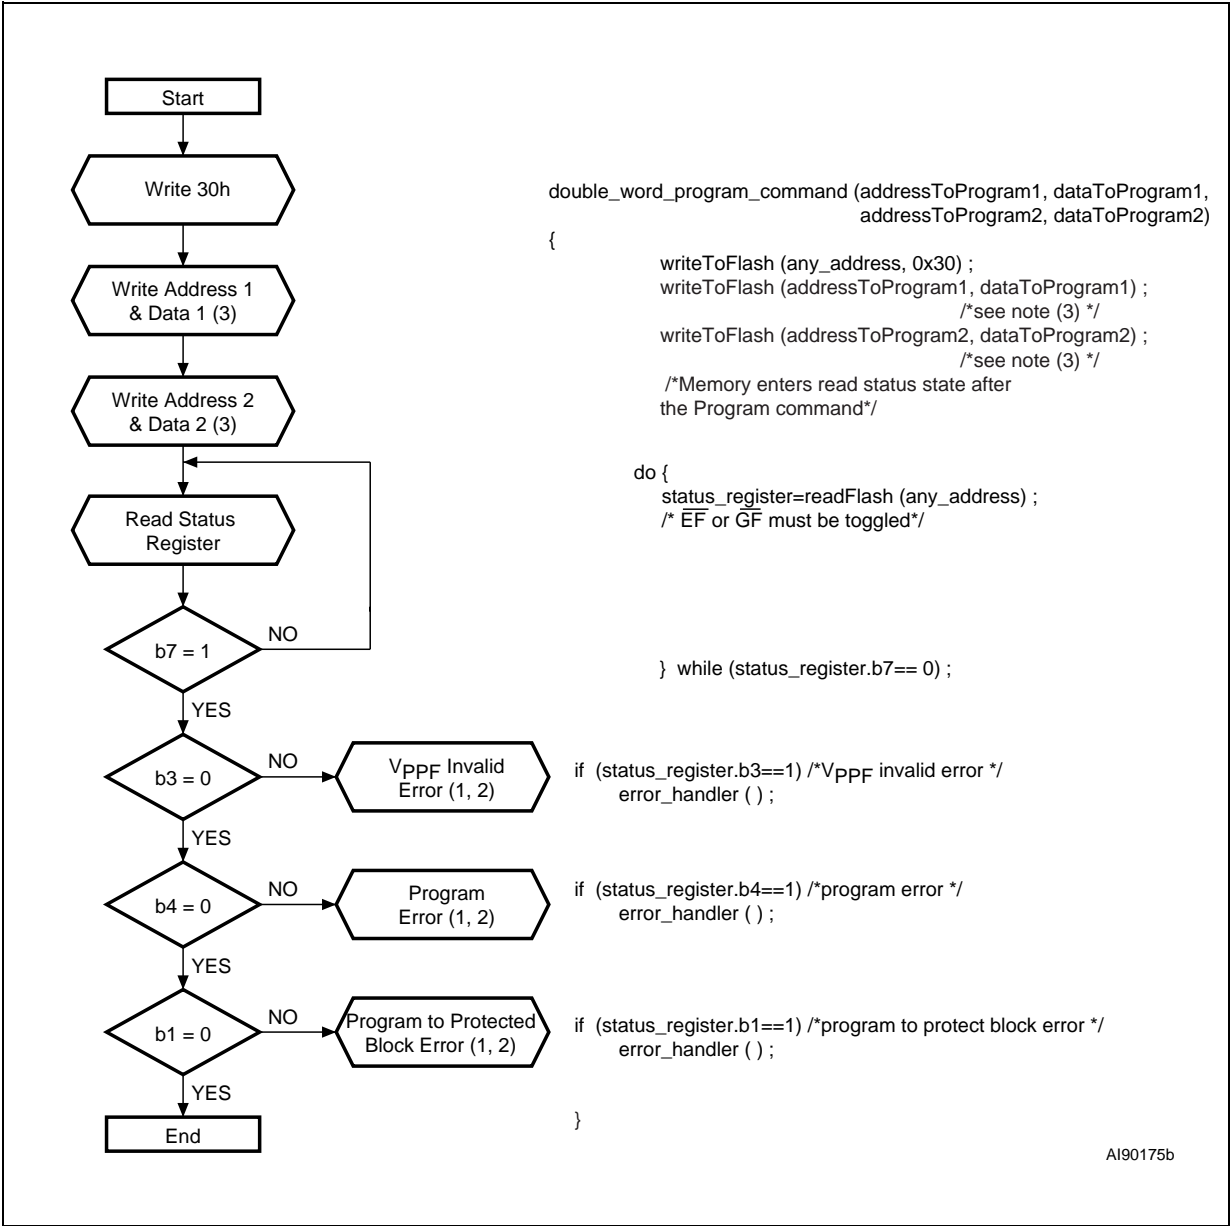 Start
Write 30h
Write Address 1
& Data 1 (3)
Write Address 2
& Data 2 (3)
Read Status
Register
b7 = 1
NO
YES
b3 = 0
NO
VPPF Invalid
Error (1, 2)
YES
b4 = 0
NO
Program
Error (1, 2)
YES
b1 = 0
NO
Program to Protected
Block Error (1, 2)
YES
End
double_word_program_command (addressToProgram1, dataToProgram1,
addressToProgram2, dataToProgram2)
{
writeToFlash (any_address, 0x30) ;
writeToFlash (addressToProgram1, dataToProgram1) ;
/*see note (3) */
writeToFlash (addressToProgram2, dataToProgram2) ;
/*see note (3) */
/*Memory enters read status state after
the Program command*/
do {
status_register=readFlash (any_address) ;
/* EF or GF must be toggled*/
} while (status_register.b7== 0) ;
if (status_register.b3==1) /*VPPF invalid error */
error_handler ( ) ;
if (status_register.b4==1) /*program error */
error_handler ( ) ;
if (status_register.b1==1) /*program to protect block error */
error_handler ( ) ;
}
AI90175b